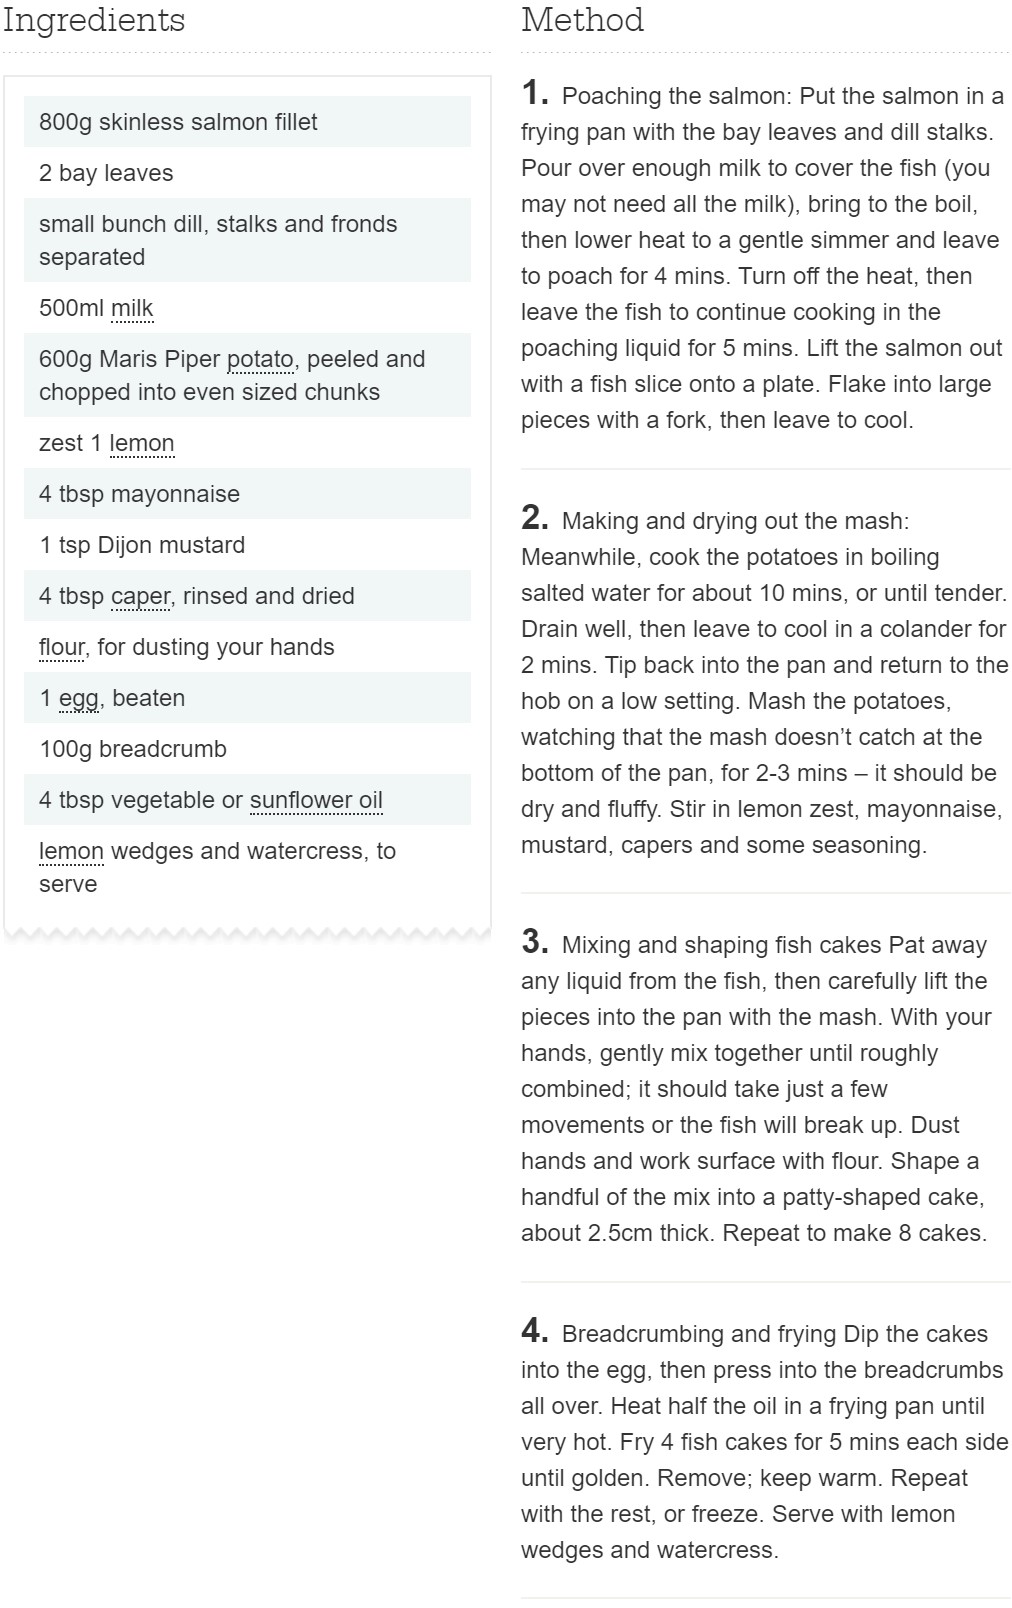 Ingredients
800g skinless salmon fillet
2 bay leaves
small bunch dill, stalks and fronds
separated
500ml milk
600g Maris Piper potato, peeled and
chopped into even sized chunks
zest 1 lemon
4 tbsp mayonnaise
1 tsp Dijon mustard
4 tbsp caper, rinsed and dried
flour, for dusting your hands
1 egg, beaten
100g breadcrumb
4 tbsp vegetable or sunflower oil
lemon wedges and watercress, to
serve
Method
1. Poaching the salmon: Put the salmon in a
frying pan with the bay leaves and dill stalks.
Pour over enough milk to cover the fish (you
may not need all the milk), bring to the boil,
then lower heat to a gentle simmer and leave
to poach for 4 mins. Turn off the heat, then
leave the fish to continue cooking in the
poaching liquid for 5 mins. Lift the salmon out
with a fish slice onto a plate. Flake into large
pieces with a fork, then leave to cool.
2. Making and drying out the mash:
Meanwhile, cook the potatoes in boiling
salted water for about 10 mins, or until tender.
Drain well, then leave to cool in a colander for
2 mins. Tip back into the pan and return to the
hob on a low setting. Mash the potatoes,
watching that the mash doesn’t catch at the
bottom of the pan, for 2-3 mins – it should be
dry and fluffy. Stir in lemon zest, mayonnaise,
mustard, capers and some seasoning.
3. Mixing and shaping fish cakes Pat away
any liquid from the fish, then carefully lift the
pieces into the pan with the mash. With your
hands, gently mix together until roughly
combined; it should take just a few
movements or the fish will break up. Dust
hands and work surface with flour. Shape a
handful of the mix into a patty-shaped cake,
about 2.5cm thick. Repeat to make 8 cakes.
4. Breadcrumbing and frying Dip the cakes
into the egg, then press into the breadcrumbs
all over. Heat half the oil in a frying pan until
very hot. Fry 4 fish cakes for 5 mins each side
until golden. Remove; keep warm. Repeat
with the rest, or freeze. Serve with lemon
wedges and watercress.